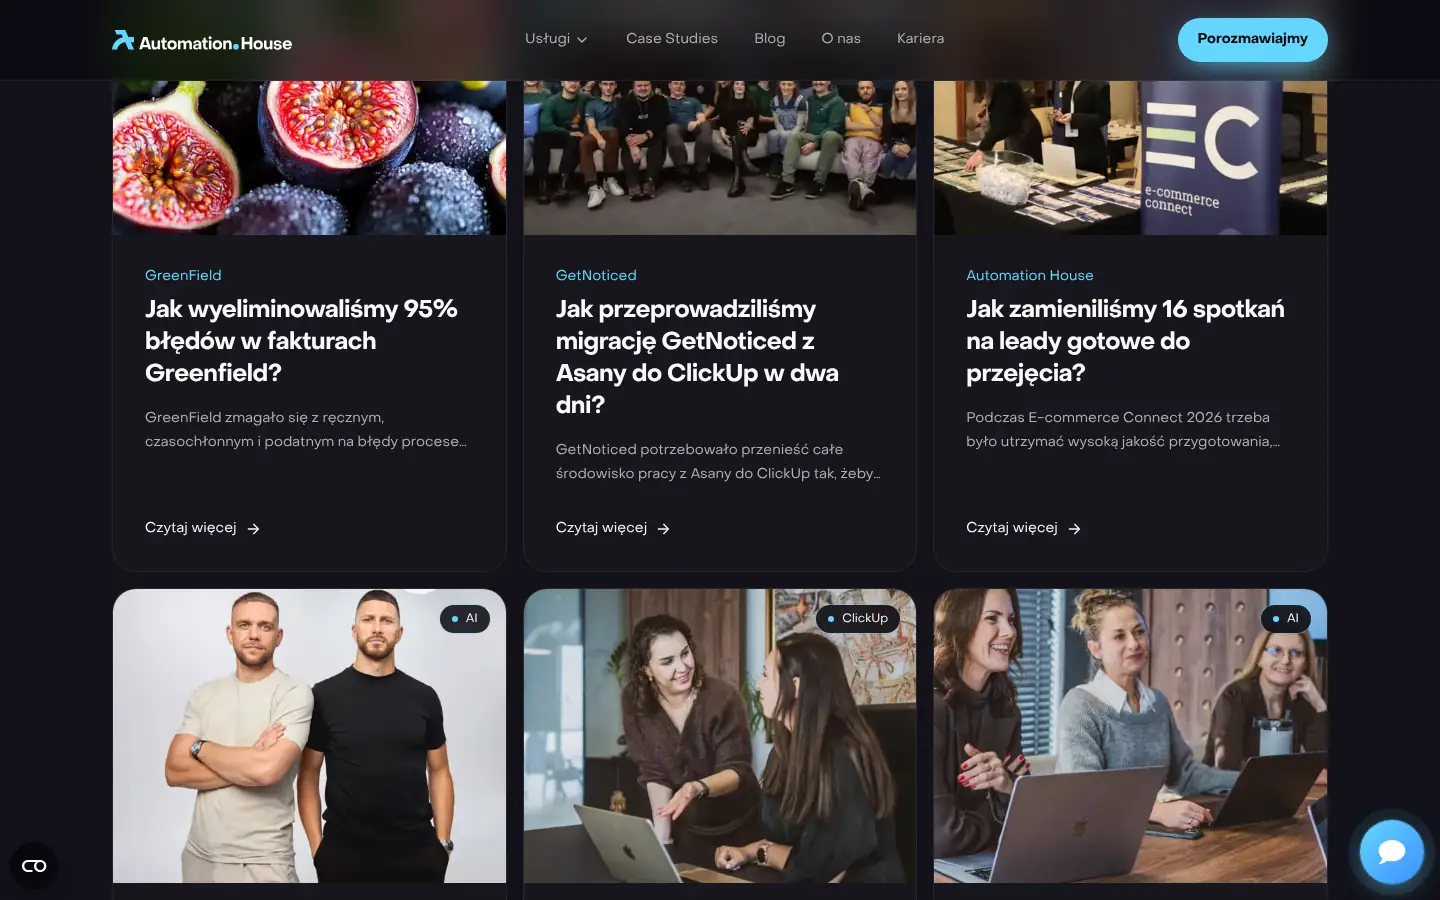 Automation.House
Usługi
Case Studies
Blog
O nas
Kariera
Porozmawiajmy
EC
e-commerce
connect
GreenField
Jak wyeliminowaliśmy 95%
błędów w fakturach
Greenfield?
GreenField zmagało się z ręcznym,
czasochłonnym i podatnym na błędy procese...
Czytaj więcej
GetNoticed
Jak przeprowadziliśmy
migrację GetNoticed z
Asany do ClickUp w dwa
dni?
GetNoticed potrzebowało przenieść całe
środowisko pracy z Asany do ClickUp tak, żeby...
Czytaj więcej
Automation House
Jak zamieniliśmy 16 spotkań
na leady gotowe do
przejęcia?
Podczas E-commerce Connect 2026 trzeba
było utrzymać wysoką jakość przygotowania,...
Czytaj więcej
AI
ClickUp
AI